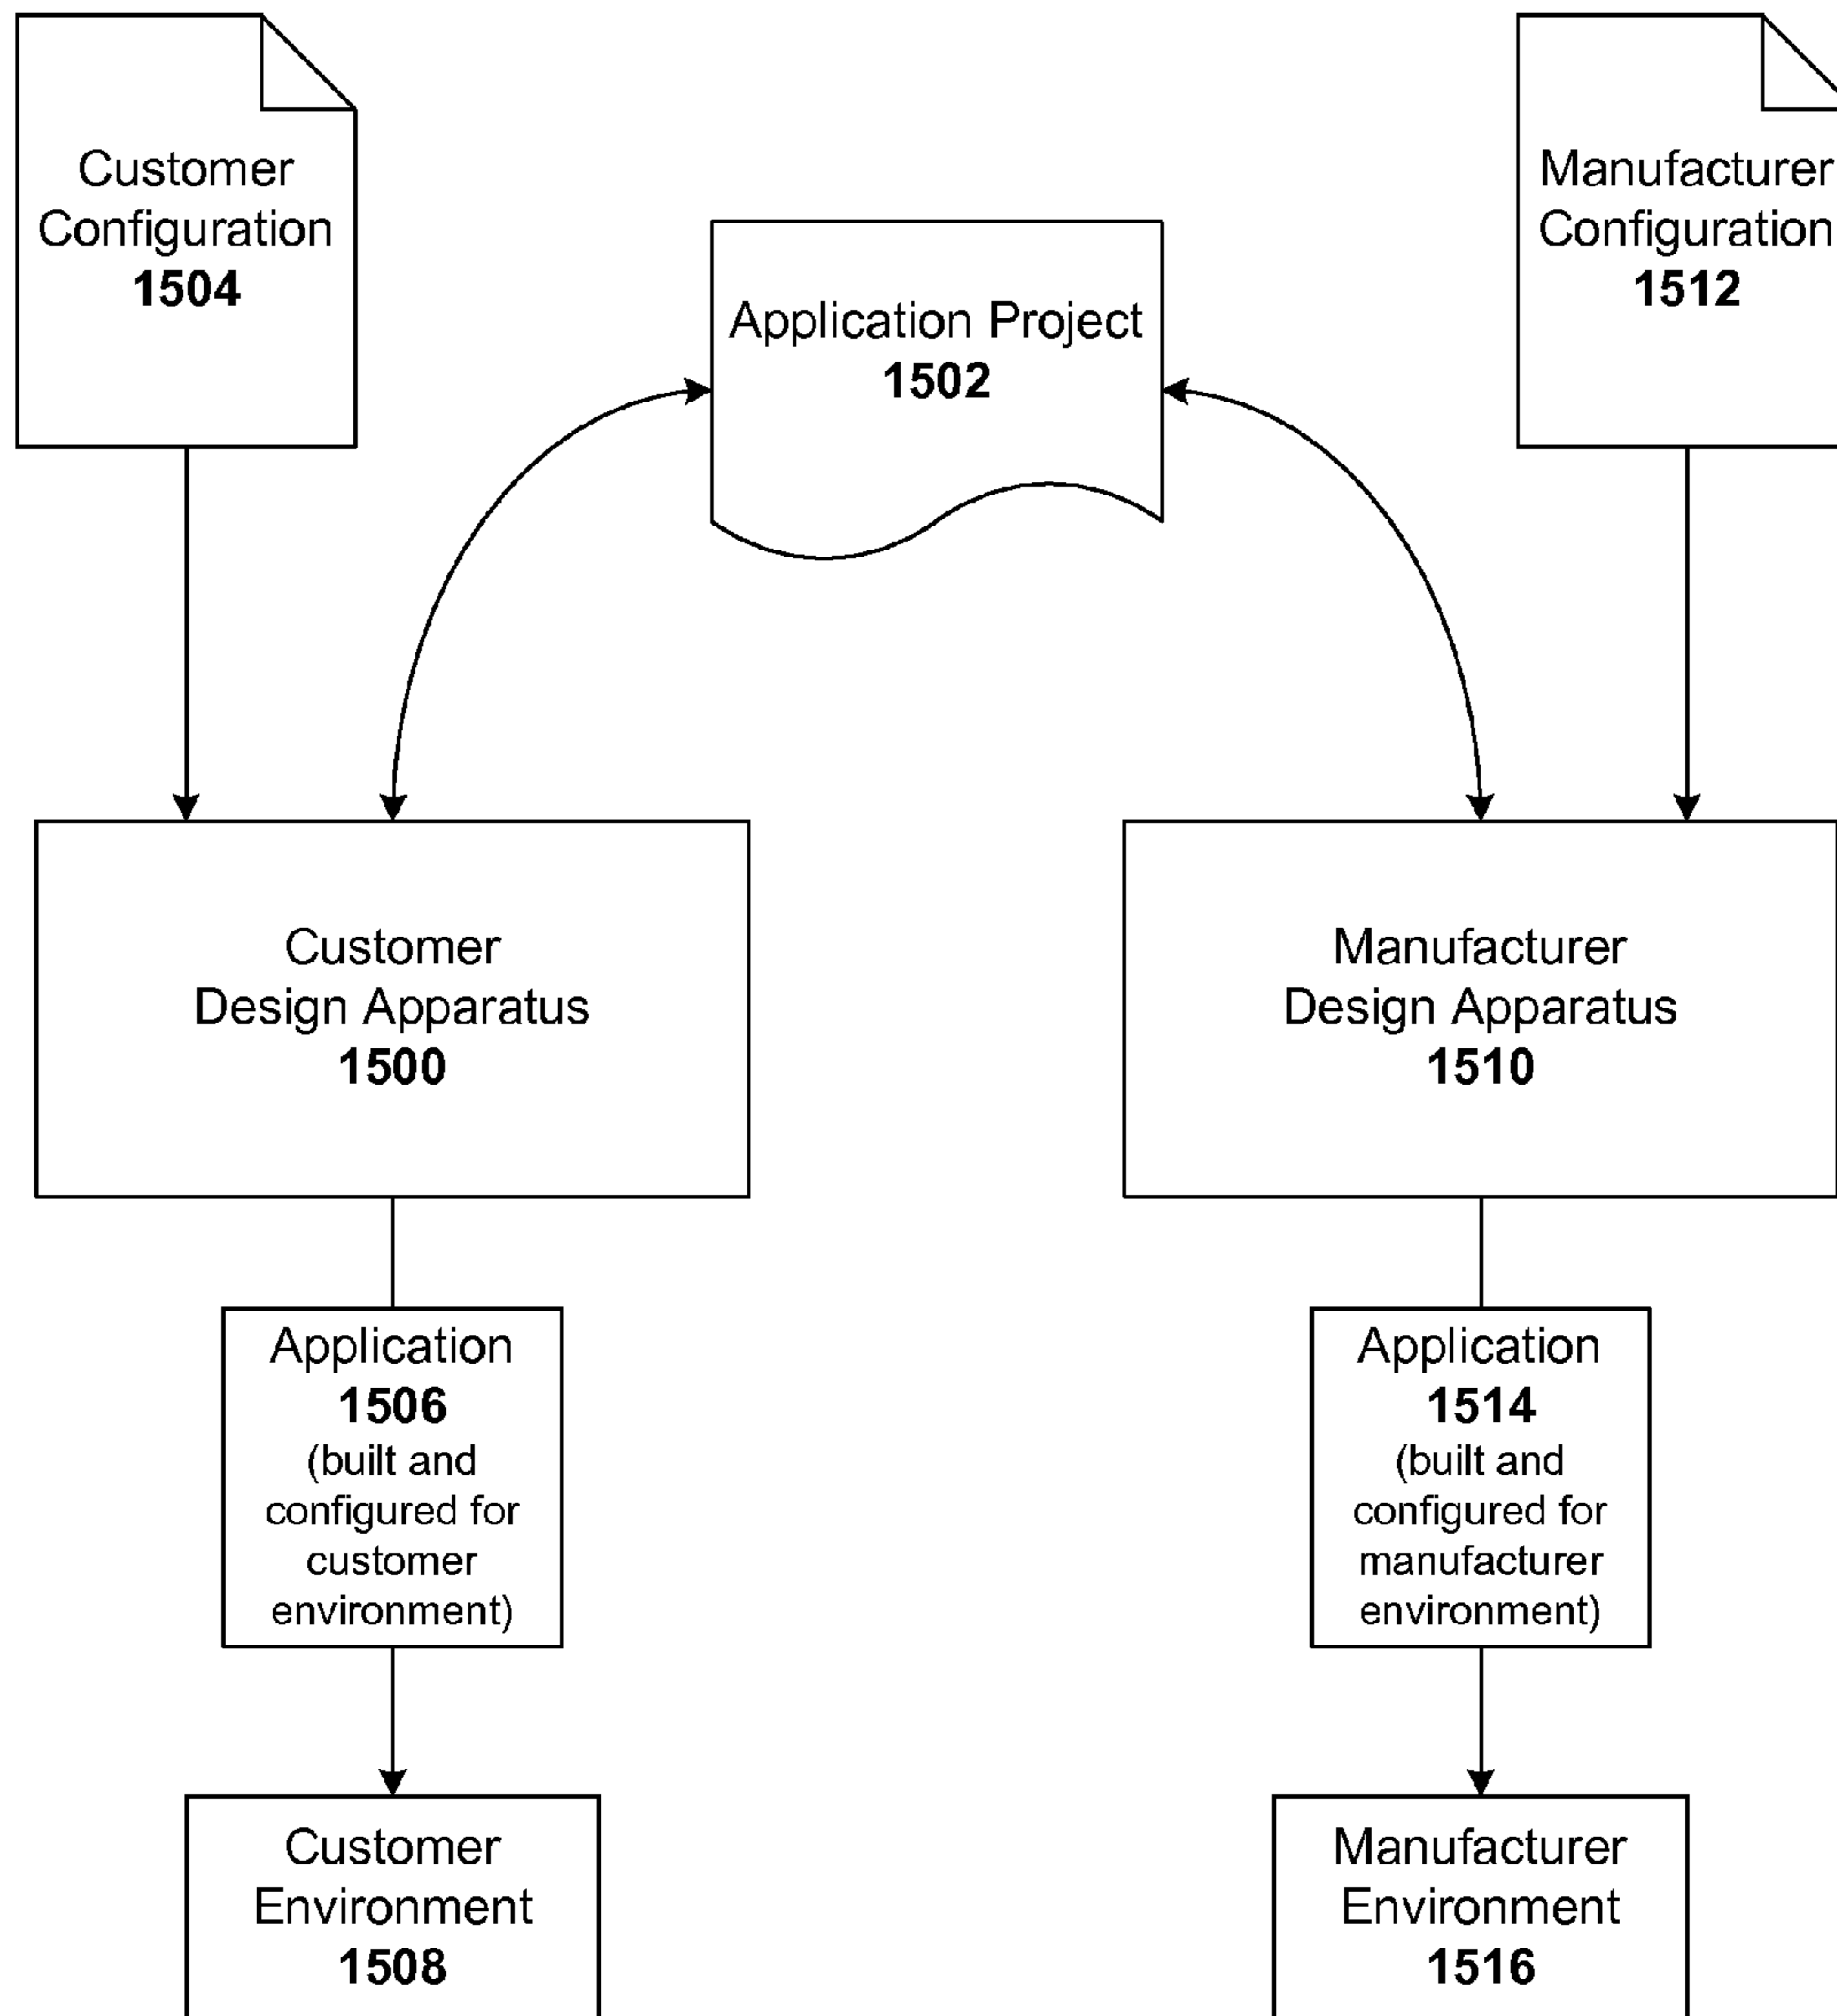 Customer
Configuration
1504
Application Project
1502
Manufacturer
Configuration
1512
Customer
Design Apparatus
1500
Manufacturer
Design Apparatus
1510
Application
1506
(built and
configured for
customer
environment)
Application
1514
(built and
configured for
manufacturer
environment)
Customer
Environment
1508
Manufacturer
Environment
1516